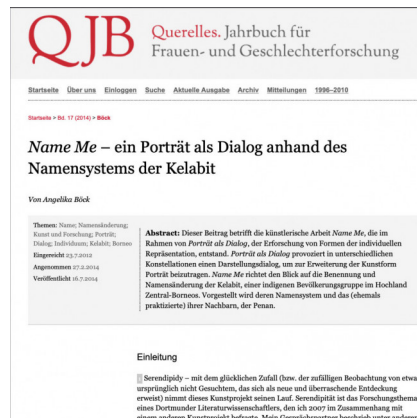 QJB
Querelles. Jahrbuch für
Frauen- und Geschlechterforschung
Startseite Über uns Einloggen Suche Aktuelle Ausgabe Archiv Mitteilungen 1996–2010
Startseite > Bd. 17 (2014) > Böck
Name Me – ein Porträt als Dialog anhand des
Namensystems der Kelabit
Von Angelika Böck
Themen: Name; Namensänderung;
Kunst und Forschung; Porträt;
Dialog; Individuum; Kelabit; Borneo
Eingereicht 23.7.2012
Angenommen 27.2.2014
Veröffentlicht 16.7.2014
Abstract: Dieser Beitrag betrifft die künstlerische Arbeit Name Me, die im
Rahmen von Porträt als Dialog, der Erforschung von Formen der individuellen
Repräsentation, entstand. Porträt als Dialog provoziert in unterschiedlichen
Konstellationen einen Darstellungsdialog, um zur Erweiterung der Kunstform
Porträt beizutragen. Name Me richtet den Blick auf die Benennung und
Namensänderung der Kelabit, einer indigenen Bevölkerungsgruppe im Hochland
Zentral-Borneos. Vorgestellt wird deren Namensystem und das (ehemals
praktizierte) ihrer Nachbarn, der Penan.
Einleitung
Serendipidy – mit dem glücklichen Zufall (bzw. der zufälligen Beobachtung von etwa
ursprünglich nicht Gesuchtem, das sich als neue und überraschende Entdeckung
erweist) nimmt dieses Kunstprojekt seinen Lauf. Serendipität ist das Forschungsthema
eines Dortmunder Literaturwissenschaftlers, den ich 2007 im Zusammenhang mit